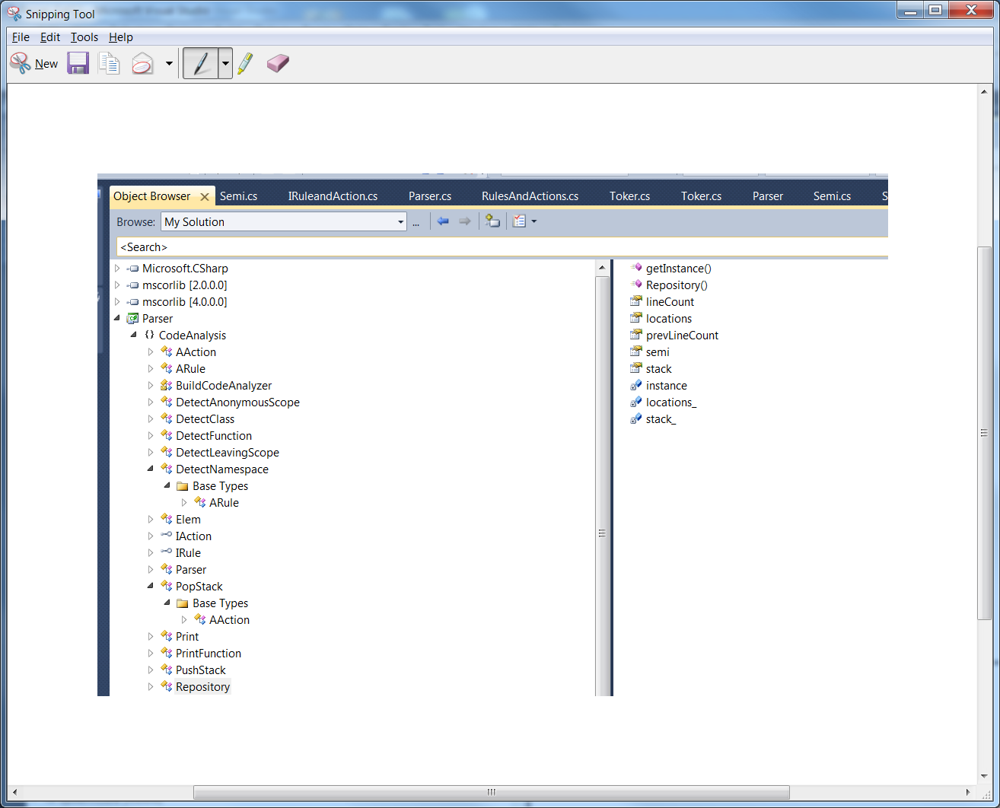 Snipping Tool
File Edit Tools Help
New
Object Browser Semi.cs IRuleandAction.cs Parser.cs RulesAndActions.cs Toker.cs Toker.cs Parser Semi.cs S
Browse: My Solution ...
<Search>
Microsoft.CSharp
mscorlib [2.0.0.0]
mscorlib [4.0.0.0]
Parser
{} CodeAnalysis
AAction
ARule
BuildCodeAnalyzer
DetectAnonymousScope
DetectClass
DetectFunction
DetectLeavingScope
DetectNamespace
Base Types
ARule
Elem
IAction
IRule
Parser
PopStack
Base Types
AAction
Print
PrintFunction
PushStack
Repository
getInstance()
Repository()
lineCount
locations
prevLineCount
semi
stack
instance
locations_
stack_